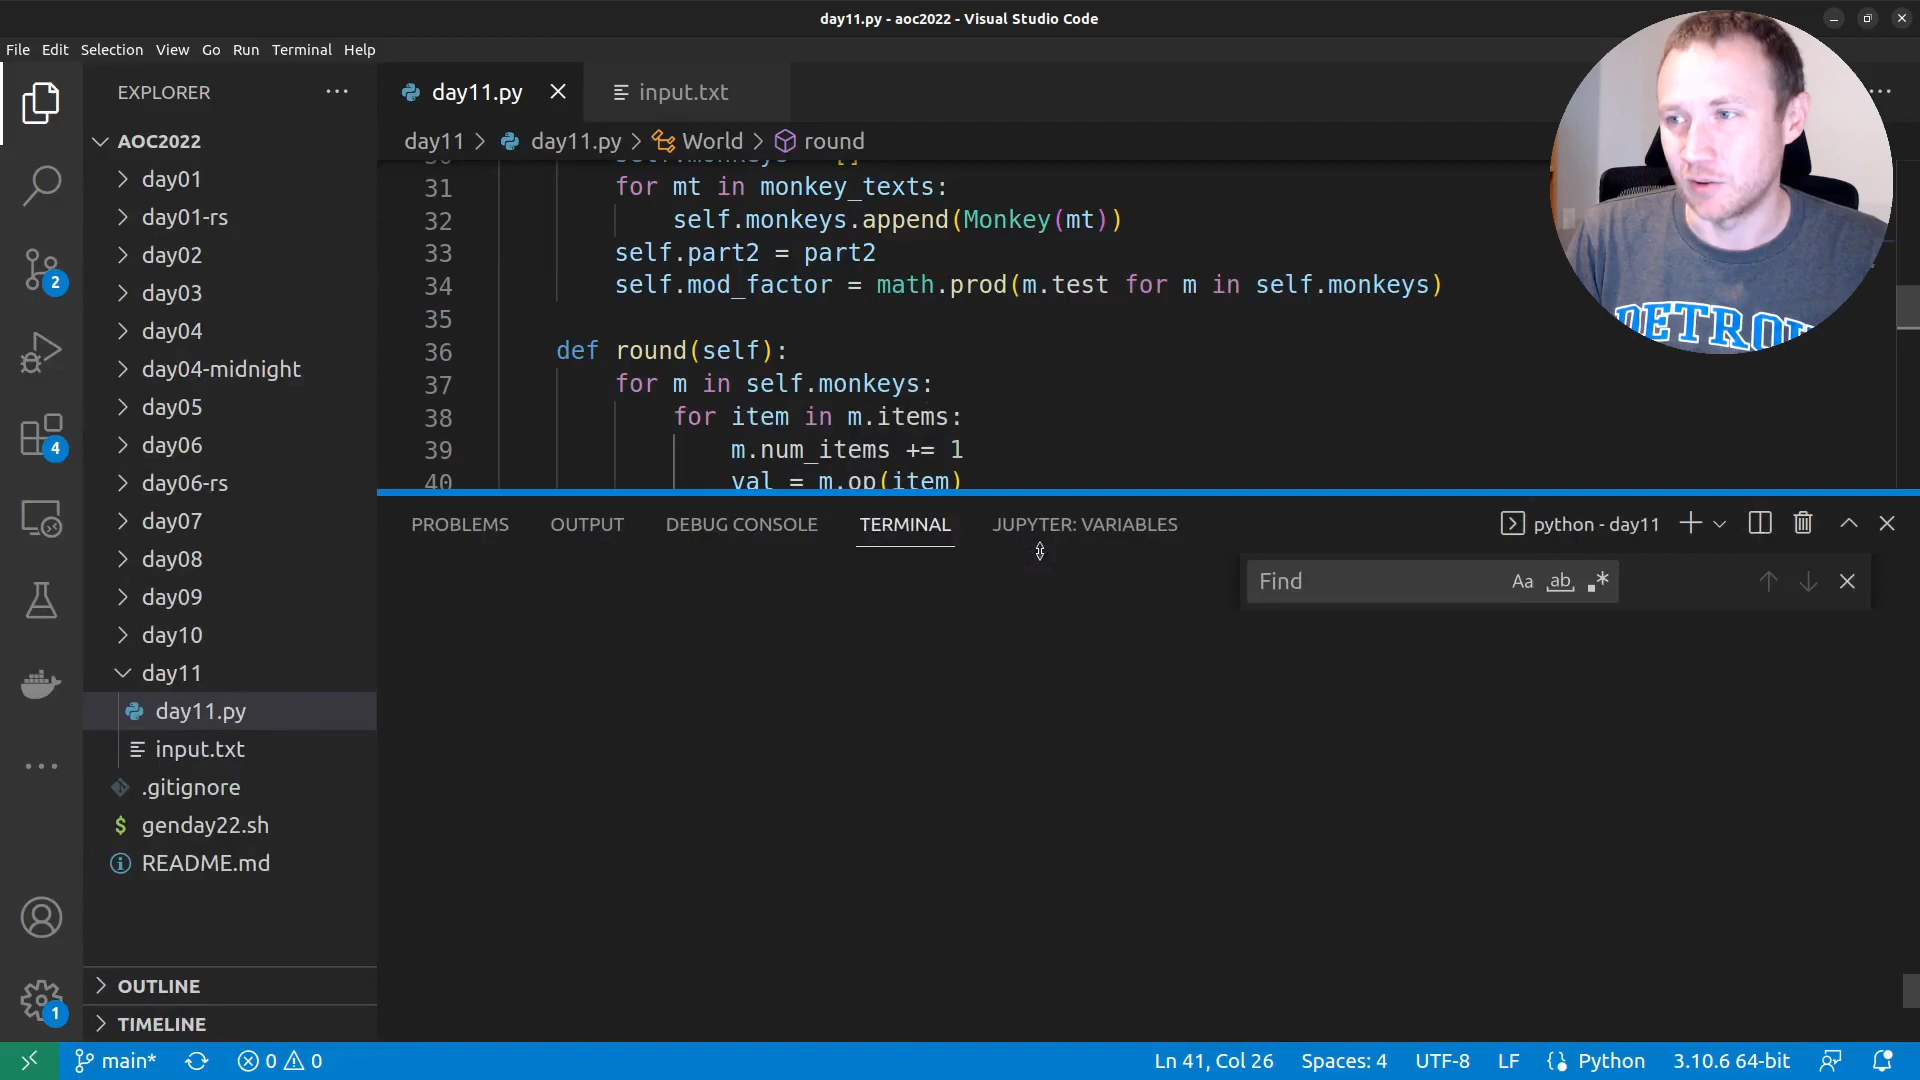 day11.py - aoc2022 - Visual Studio Code
File Edit Selection View Go Run Terminal Help
EXPLORER
day11.py
input.txt
day11 > day11.py > World > round
AOC2022
day01
day01-rs
day02
day03
day04
day04-midnight
day05
day06
day06-rs
day07
day08
day09
day10
day11
day11.py
input.txt
.gitignore
$ genday22.sh
README.md
OUTLINE
TIMELINE
2
4
1
31 for mt in monkey_texts:
32 self.monkeys.append(Monkey(mt))
33 self.part2 = part2
34 self.mod_factor = math.prod(m.test for m in self.monkeys)
35
36 def round(self):
37 for m in self.monkeys:
38 for item in m.items:
39 m.num_items += 1
40 val = m.op(item)
DETROI
PROBLEMS OUTPUT DEBUG CONSOLE TERMINAL JUPYTER: VARIABLES
python - day11
Find Aa ab .*
main* 0 0
Ln 41, Col 26 Spaces: 4 UTF-8 LF Python 3.10.6 64-bit